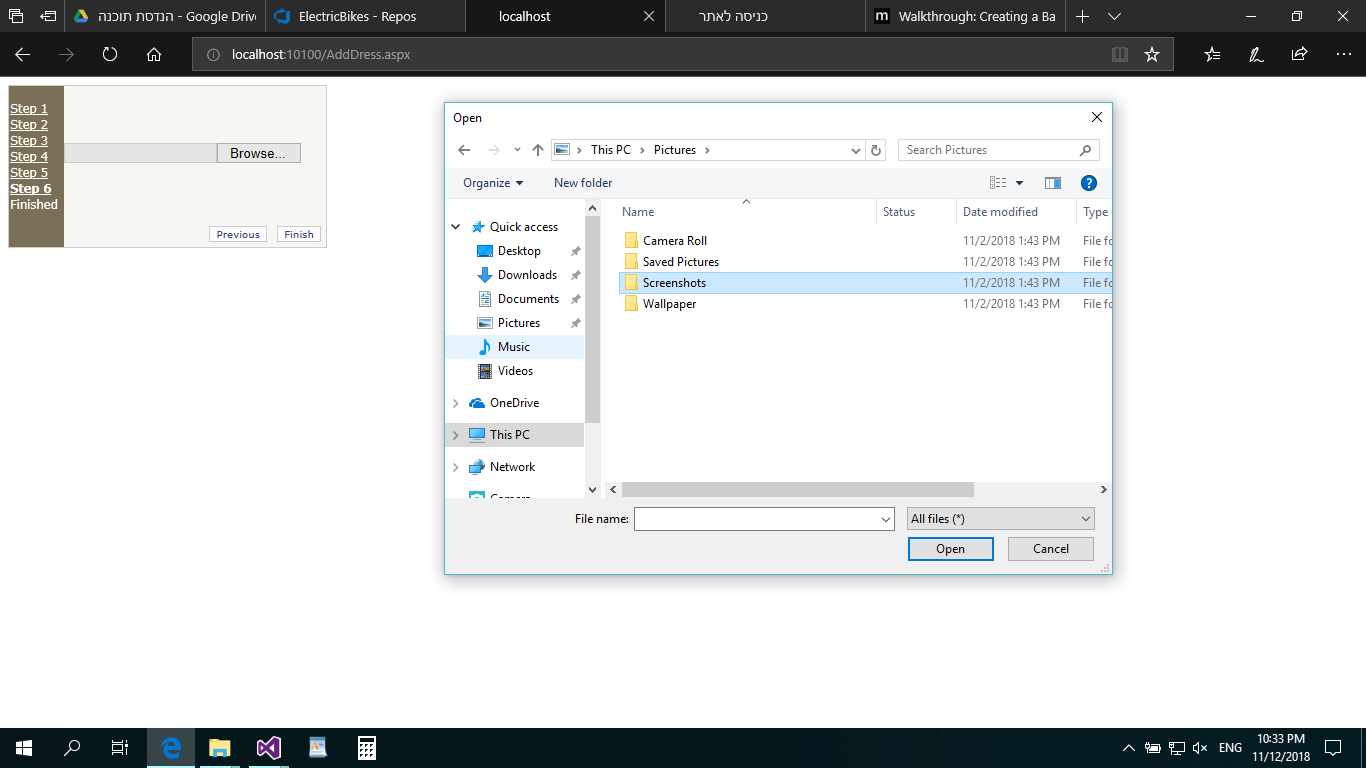 הנדסת תוכנה - Google Drive
ElectricBikes - Repos
localhost
כניסה לאתר
m Walkthrough: Creating a Ba
localhost:10100/AddDress.aspx
Step 1
Step 2
Step 3
Step 4
Step 5
Step 6
Finished
Browse...
Previous Finish
Open
This PC > Pictures >
Search Pictures
Organize New folder
?
Name Status Date modified Type
Quick access
Desktop
Downloads
Documents
Pictures
Music
Videos
OneDrive
This PC
Network
Camera
Camera Roll 11/2/2018 1:43 PM File fo
Saved Pictures 11/2/2018 1:43 PM File fo
Screenshots 11/2/2018 1:43 PM File fo
Wallpaper 11/2/2018 1:43 PM File fo
File name: All files (*)
Open Cancel
ENG
10:33 PM
11/12/2018